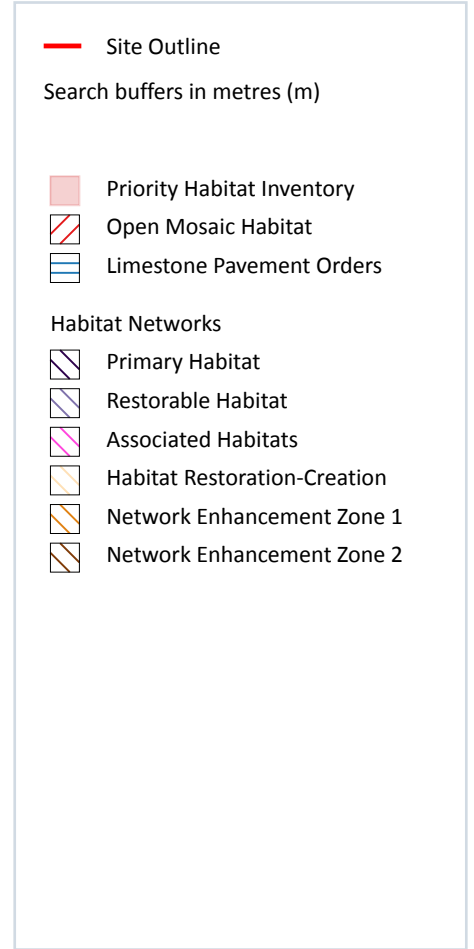 Site Outline
Search buffers in metres (m)
Priority Habitat Inventory
Open Mosaic Habitat
Limestone Pavement Orders
Habitat Networks
Primary Habitat
Restorable Habitat
Associated Habitats
Habitat Restoration-Creation
Network Enhancement Zone 1
Network Enhancement Zone 2